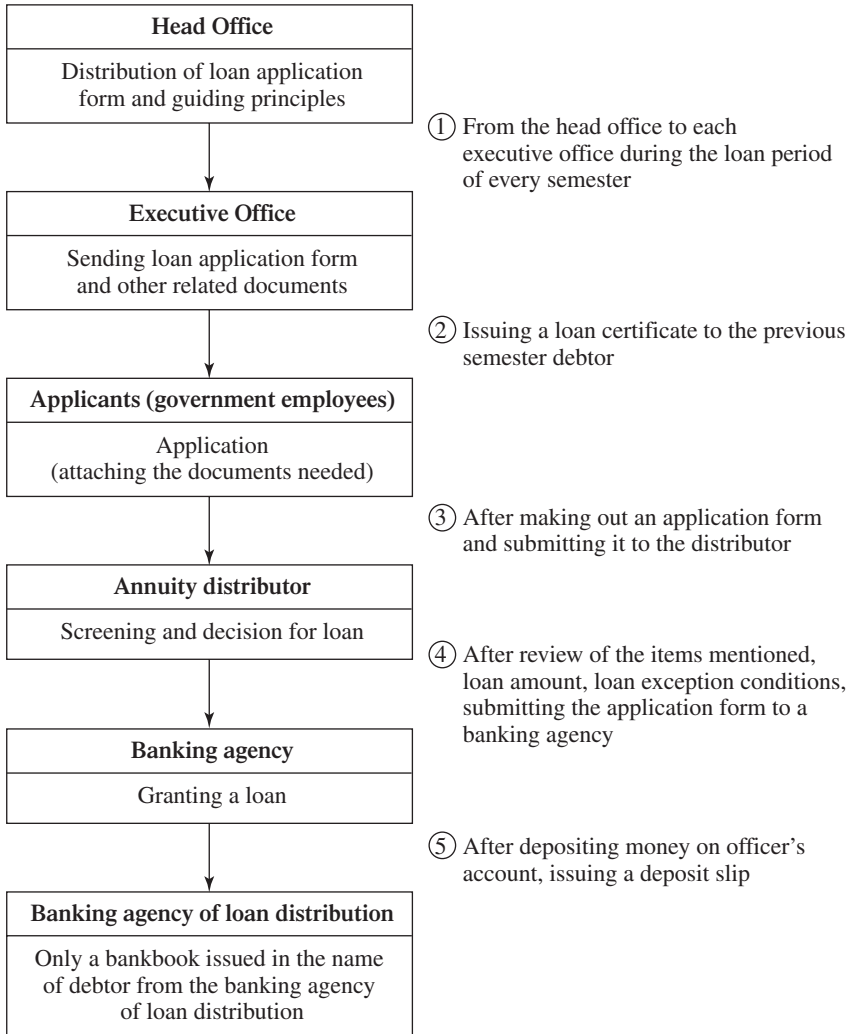 Head Office
Distribution of loan application
form and guiding principles
① From the head office to each
executive office during the loan period
of every semester
Executive Office
Sending loan application form
and other related documents
② Issuing a loan certificate to the previous
semester debtor
Applicants (government employees)
Application
(attaching the documents needed)
③ After making out an application form
and submitting it to the distributor
Annuity distributor
Screening and decision for loan
④ After review of the items mentioned,
loan amount, loan exception conditions,
submitting the application form to a
banking agency
Banking agency
Granting a loan
⑤ After depositing money on officer's
account, issuing a deposit slip
Banking agency of loan distribution
Only a bankbook issued in the name
of debtor from the banking agency
of loan distribution